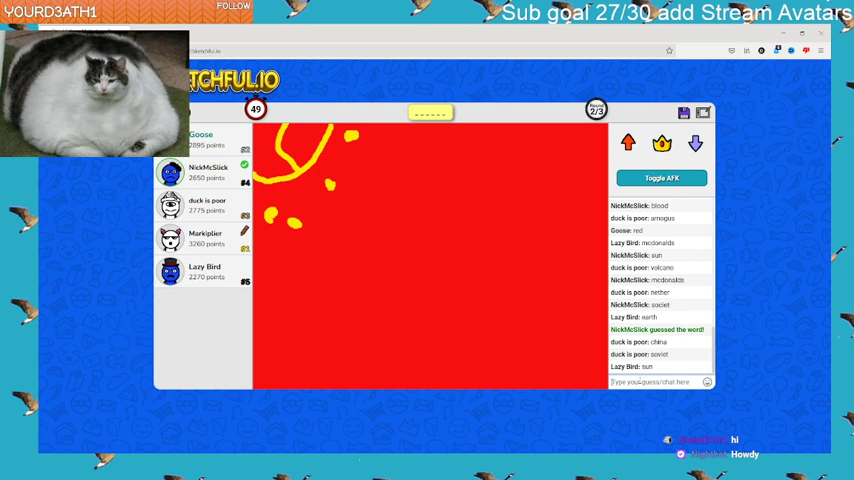 YOURD3ATH1
FOLLOW
Sub goal 27/30 add Stream Avatars
sketchful.io
TCHFUL.IO
49
______
Round
2/3
Goose
2895 points
#2
NickMcSlick
2650 points
#4
duck is poor
2775 points
#3
Markiplier
3260 points
#1
Lazy Bird
2270 points
#5
Toggle AFK
NickMcSlick: blood
duck is poor: amogus
Goose: red
Lazy Bird: mcdonalds
NickMcSlick: sun
duck is poor: volcano
NickMcSlick: mcdonalds
duck is poor: nether
NickMcSlick: societ
Lazy Bird: earth
NickMcSlick guessed the word!
duck is poor: china
duck is poor: soviet
Lazy Bird: sun
Type your guess/chat here
hi
Howdy